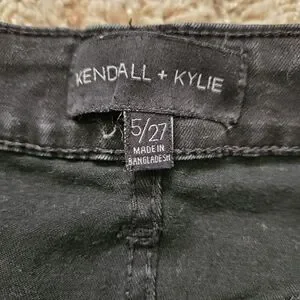 KENDALL + KYLIE
5/27
MADE IN
BANGLADESH